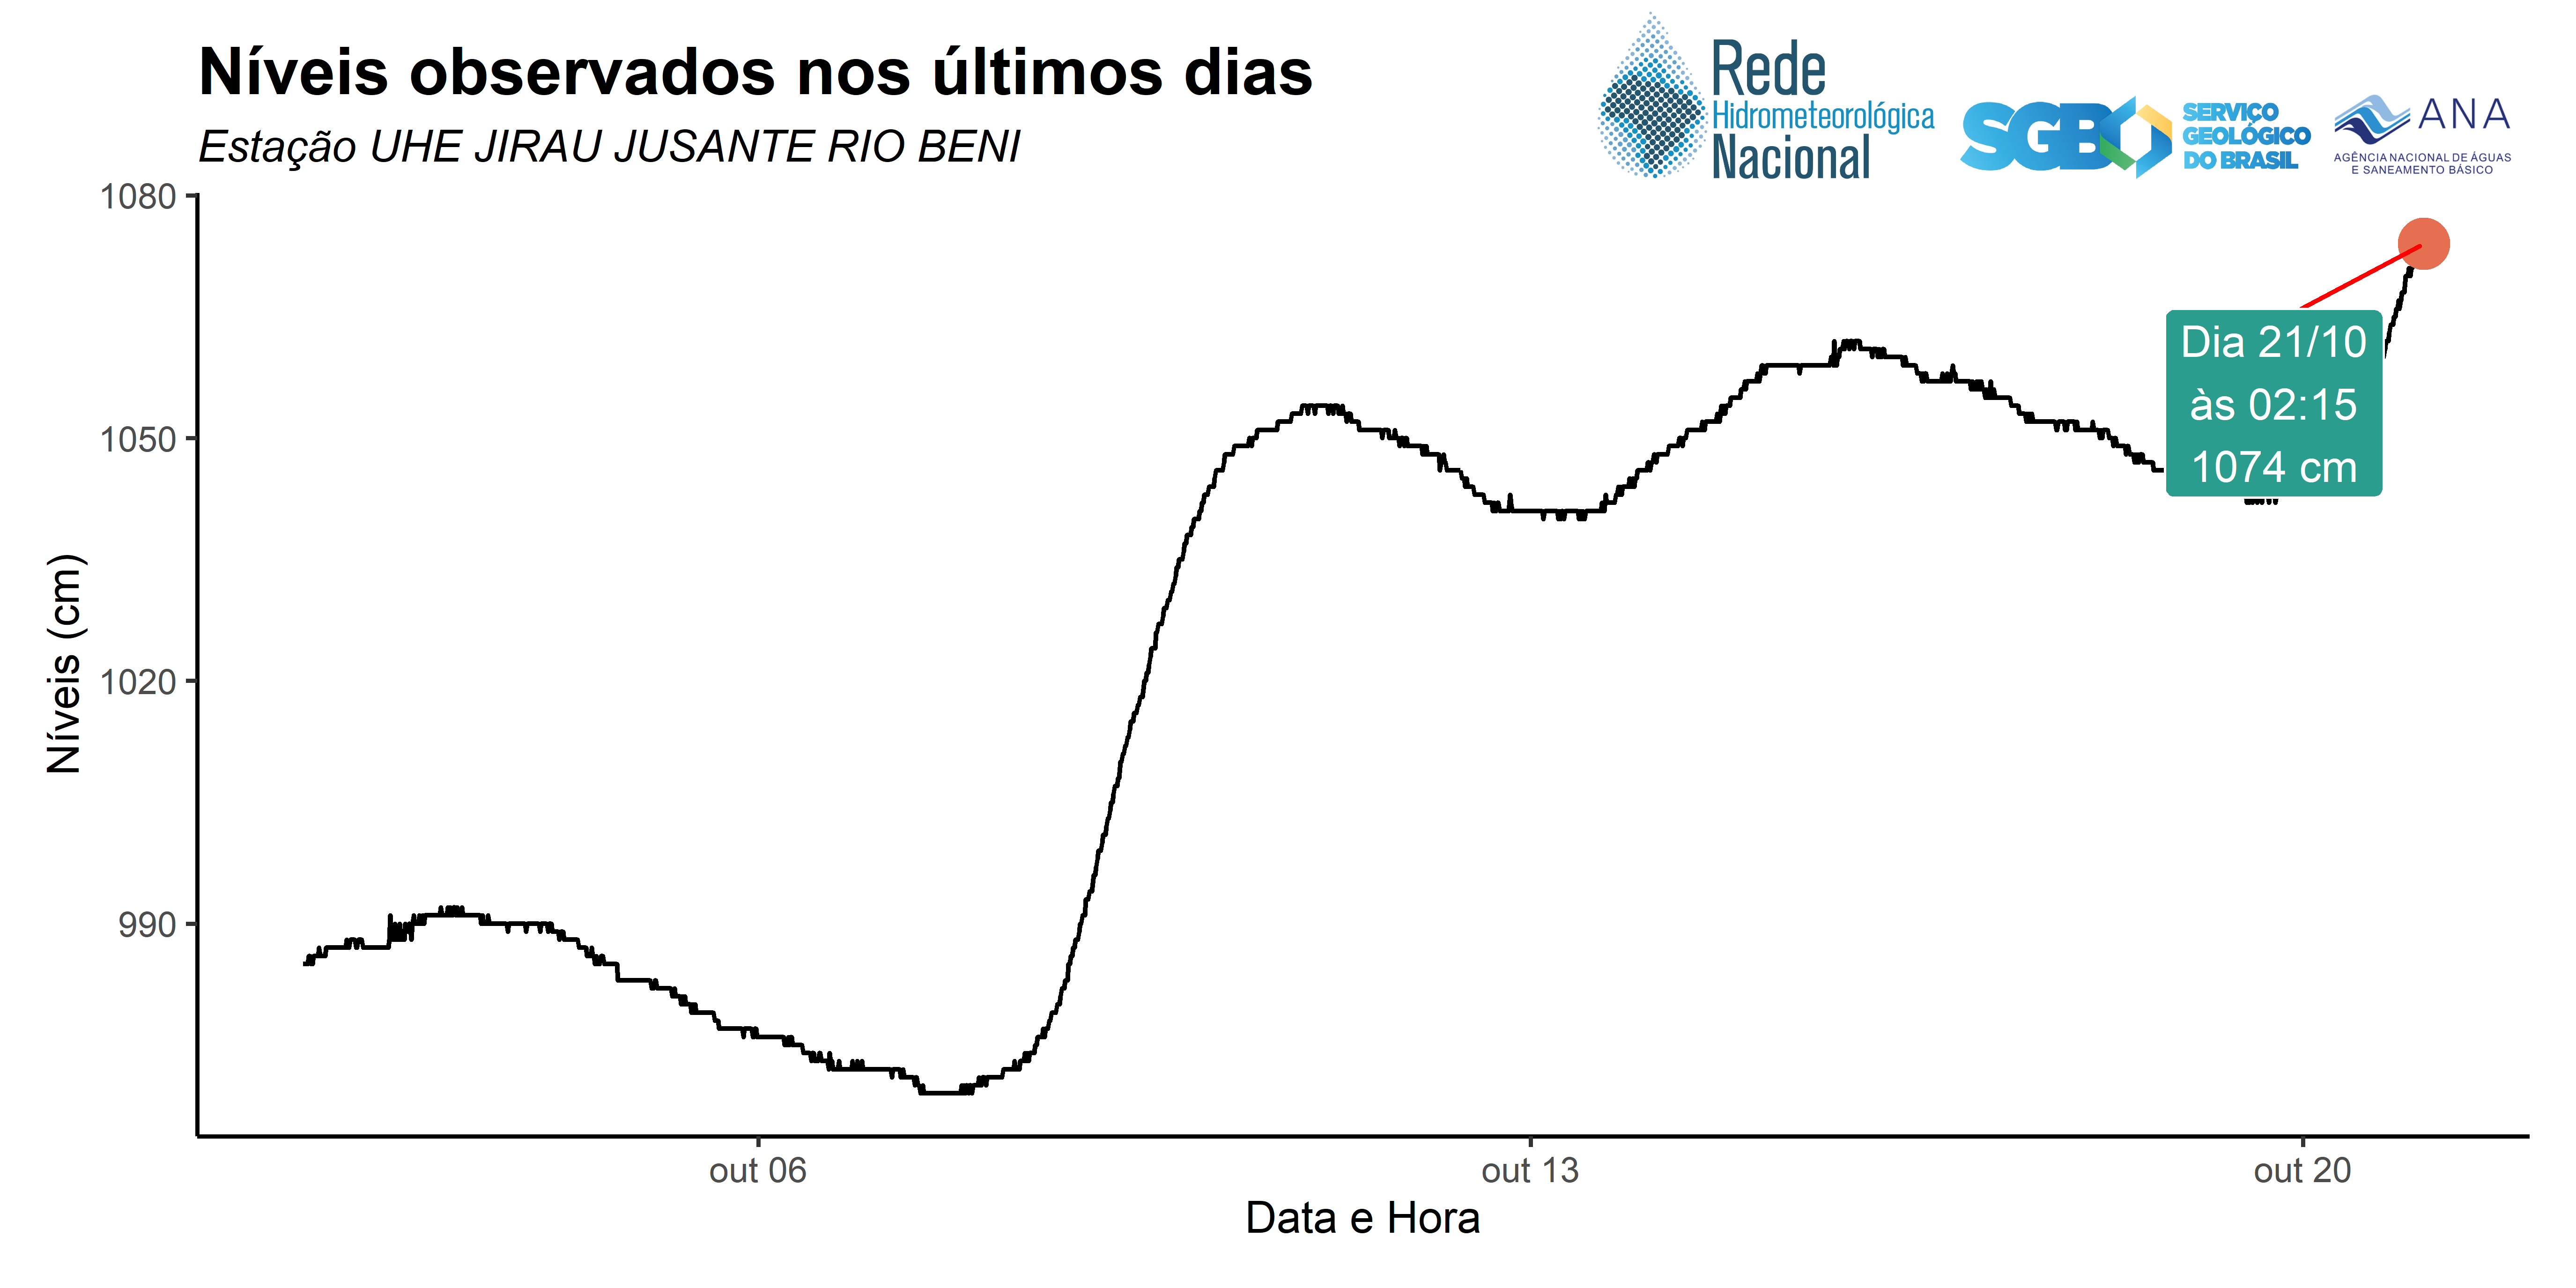 Níveis observados nos últimos dias
Estação UHE JIRAU JUSANTE RIO BENI
Rede
Hidrometeorológica
Nacional
SGB
SERVIÇO
GEOLÓGICO
DO BRASIL
ANA
AGÊNCIA NACIONAL DE ÁGUAS
E SANEAMENTO BÁSICO
1080
1050
1020
990
Níveis (cm)
Dia 21/10
às 02:15
1074 cm
out 06
out 13
out 20
Data e Hora